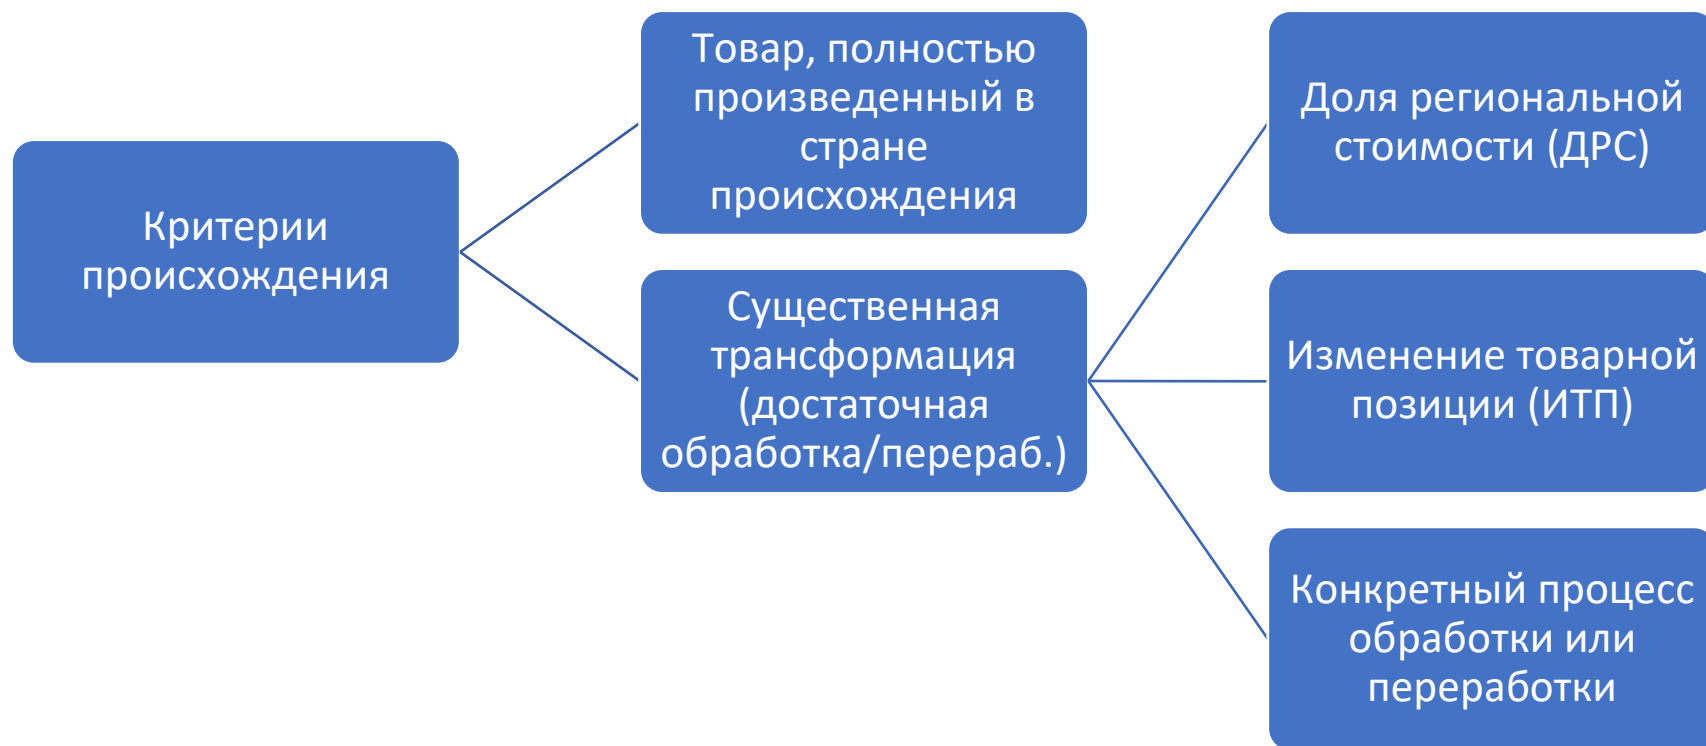 Критерии
происхождения
Товар, полностью
произведенный в
стране
происхождения
Существенная
трансформация
(достаточная
обработка/перераб.)
Доля региональной
стоимости (ДРС)
Изменение товарной
позиции (ИТП)
Конкретный процесс
обработки или
переработки